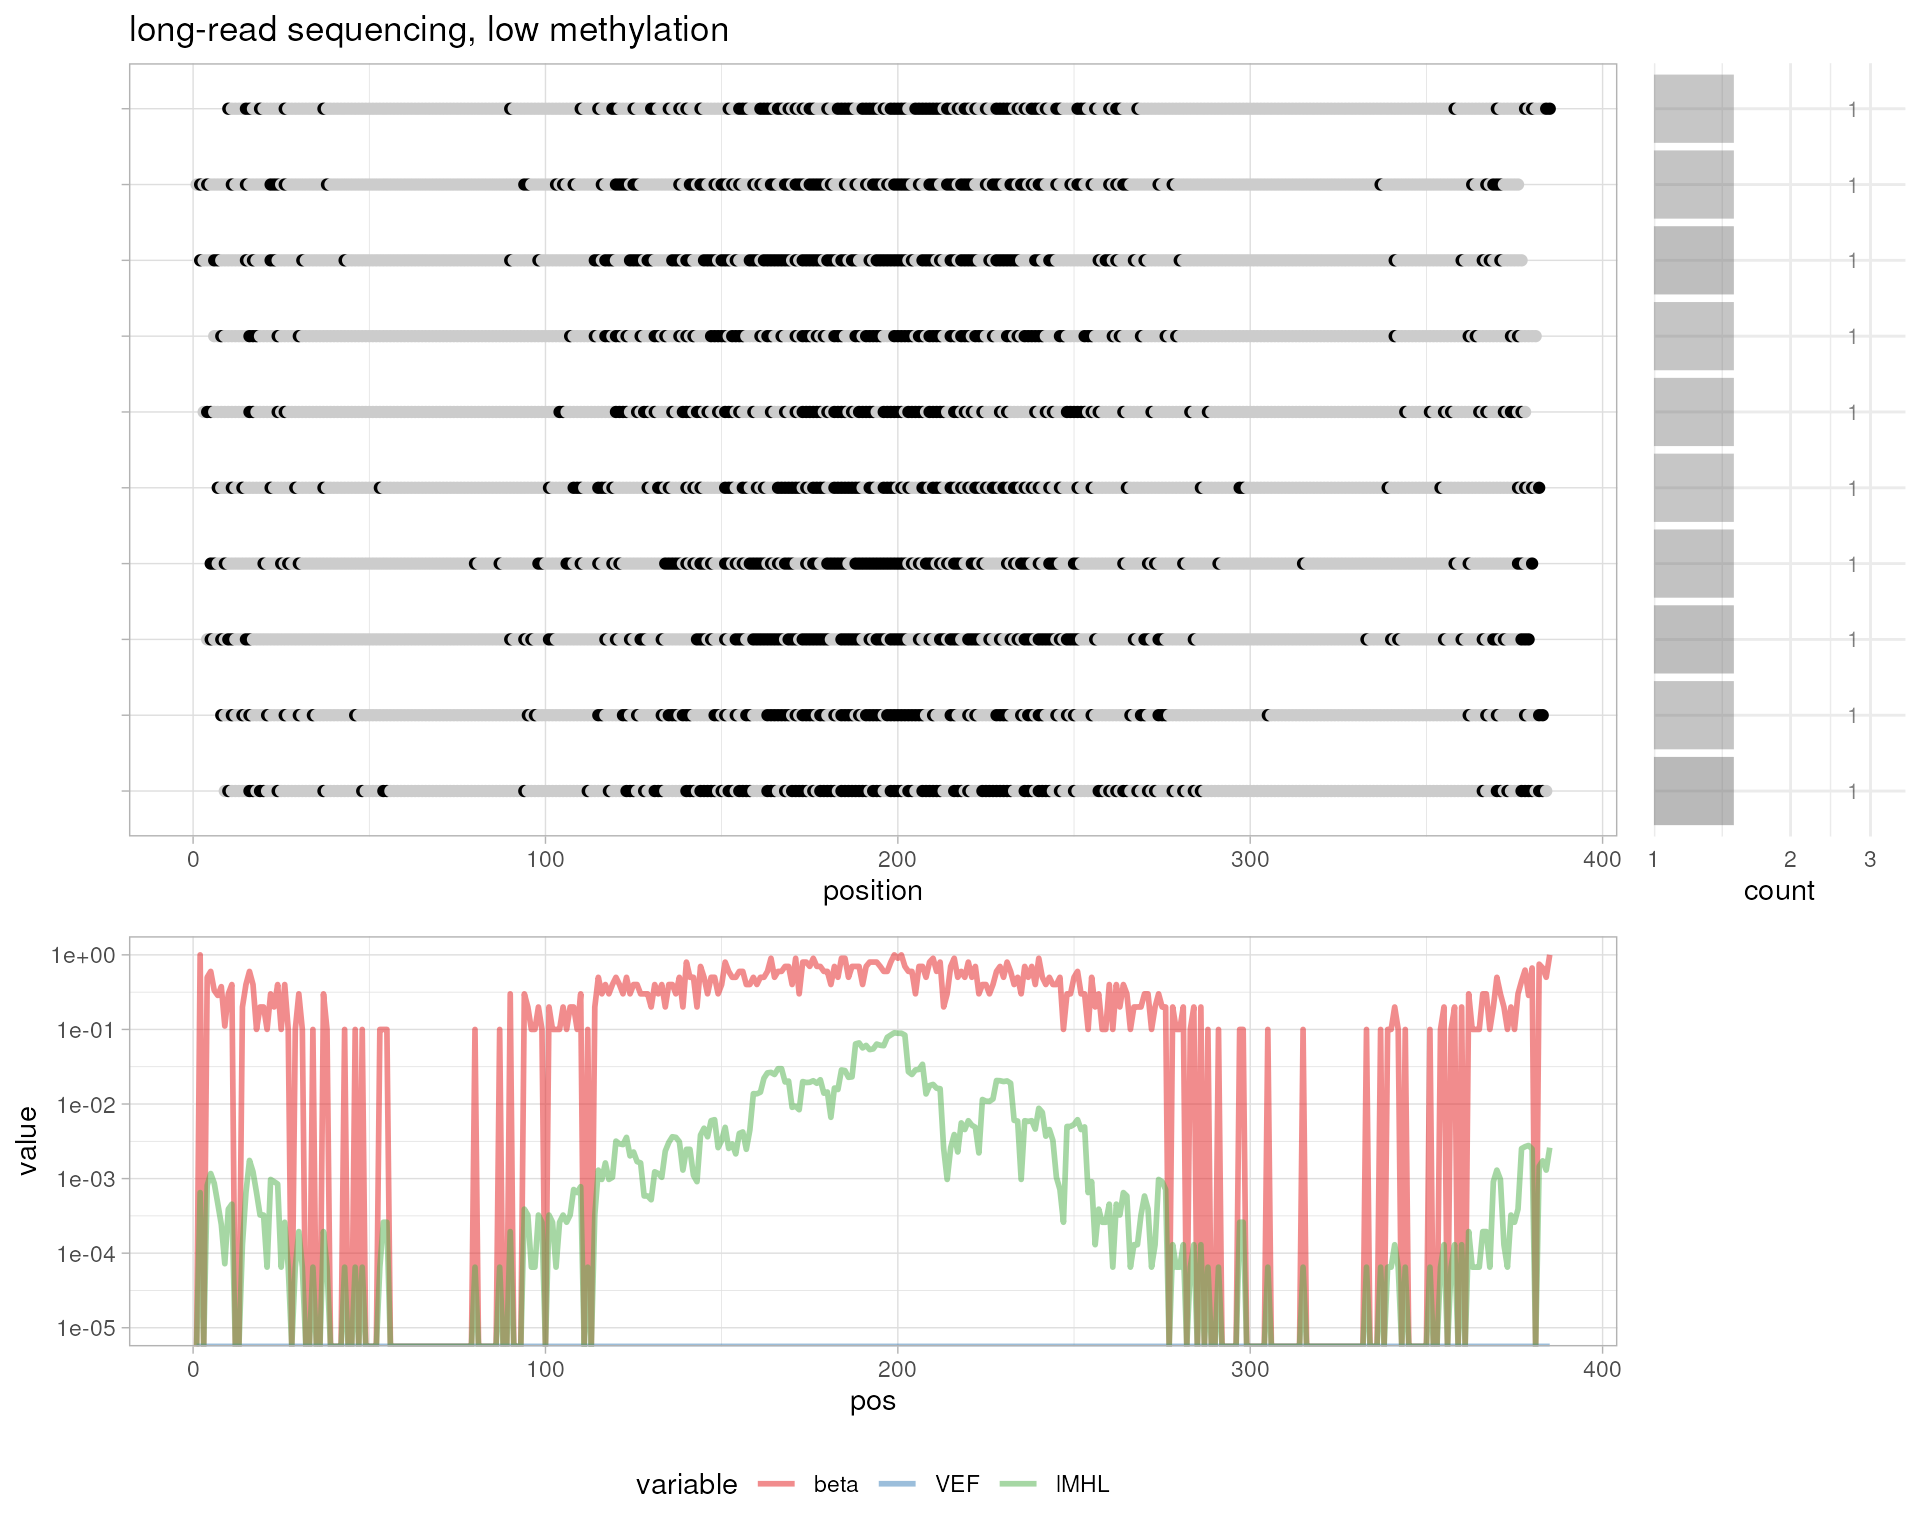 long-read sequencing, low methylation
1
1
1
1
1
1
1
1
1
1
0 100 200 300 400
position
1 2 3
count
1e+00
1e-01
1e-02
1e-03
1e-04
1e-05
value
0 100 200 300 400
pos
variable beta VEF lMHL